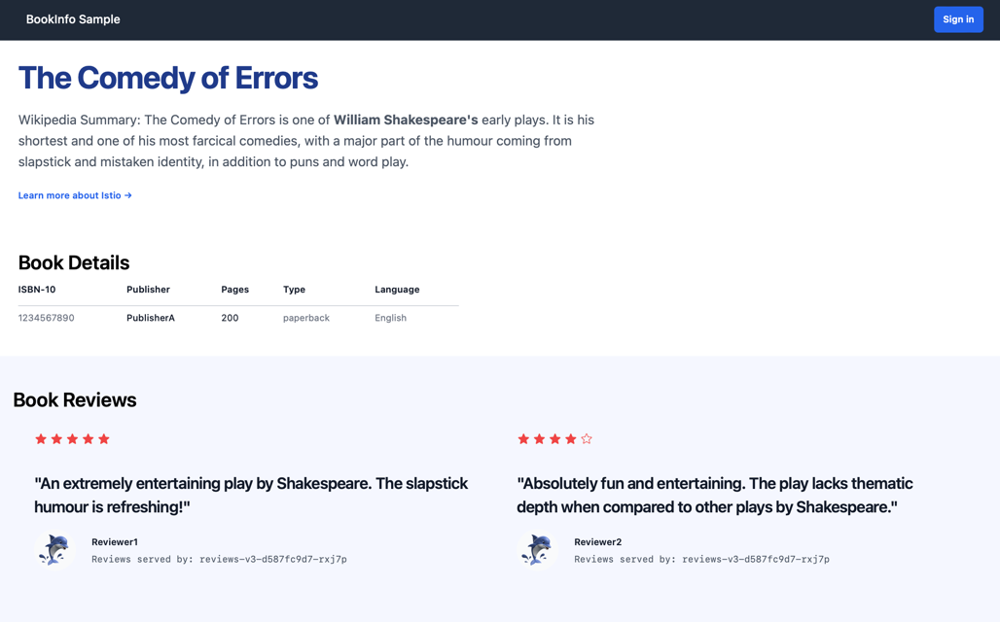 BookInfo Sample
Sign in
The Comedy of Errors
Wikipedia Summary: The Comedy of Errors is one of William Shakespeare's early plays. It is his
shortest and one of his most farcical comedies, with a major part of the humour coming from
slapstick and mistaken identity, in addition to puns and word play.
Learn more about Istio →
Book Details
ISBN-10 Publisher Pages Type Language
1234567890 PublisherA 200 paperback English
Book Reviews
"An extremely entertaining play by Shakespeare. The slapstick
humour is refreshing!"
Reviewer1
Reviews served by: reviews-v3-d587fc9d7-rxj7p
"Absolutely fun and entertaining. The play lacks thematic
depth when compared to other plays by Shakespeare."
Reviewer2
Reviews served by: reviews-v3-d587fc9d7-rxj7p